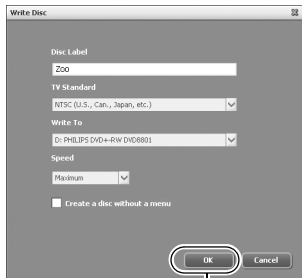 Write Disc
Disc Label
Zoo
TV Standard
NTSC (U.S., Can., Japan, etc.)
Write To
D: PHILIPS DVD+-RW DVD8801
Speed
Maximum
Create a disc without a menu
OK Cancel